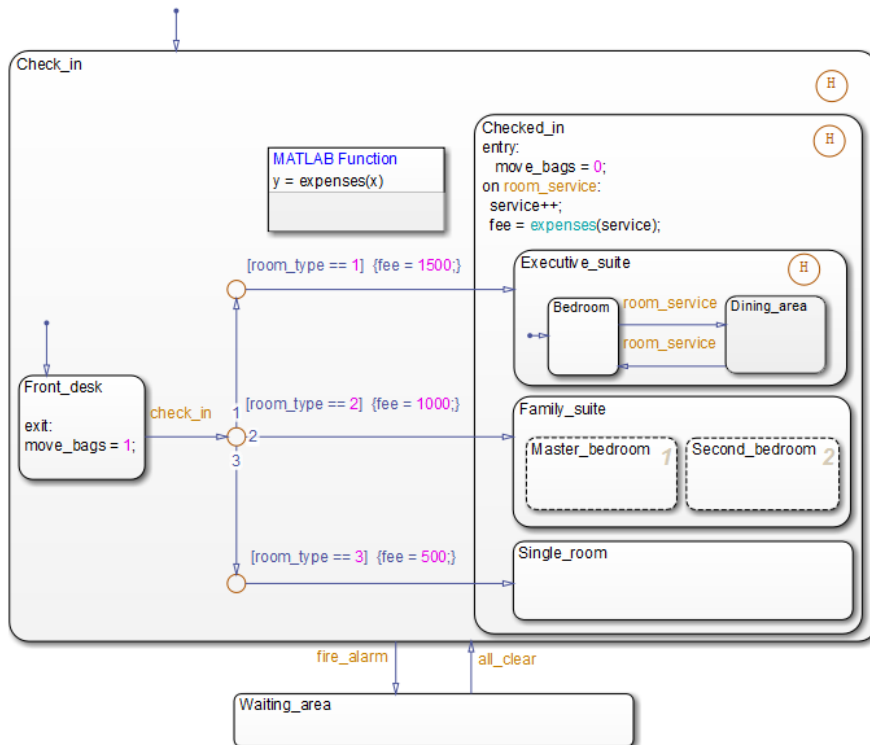 Check_in
H
Checked_in
H
entry:
move_bags = 0;
on room_service:
service++;
fee = expenses(service);
MATLAB Function
y = expenses(x)
[room_type == 1] {fee = 1500;}
Executive_suite
H
Bedroom
room_service
Dining_area
room_service
Front_desk
exit:
move_bags = 1;
check_in
1
2
3
[room_type == 2] {fee = 1000;}
Family_suite
Master_bedroom
1
Second_bedroom
2
[room_type == 3] {fee = 500;}
Single_room
fire_alarm
all_clear
Waiting_area